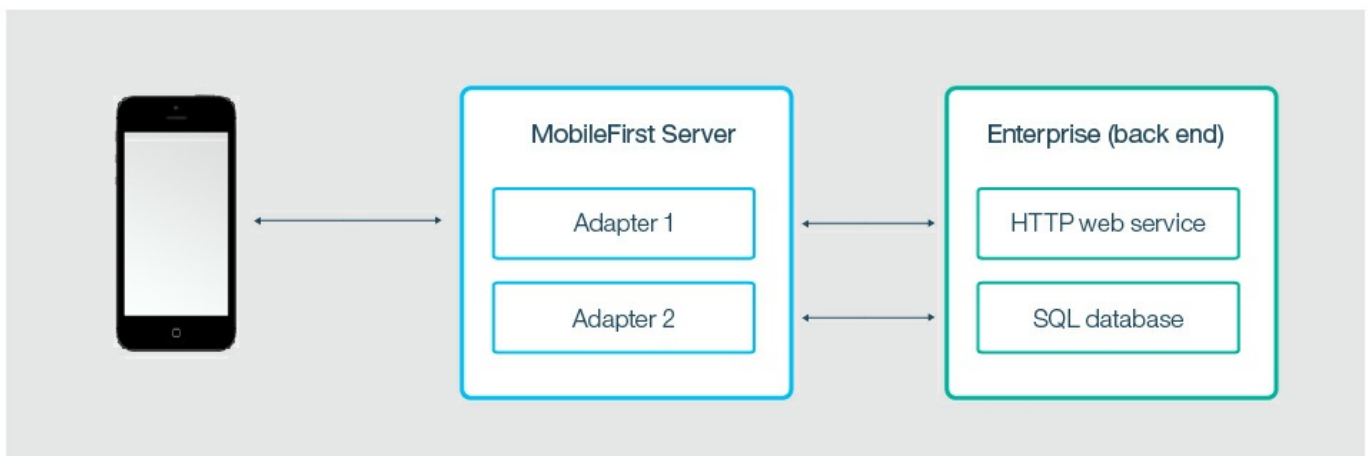 MobileFirst Server
Adapter 1
Adapter 2
Enterprise (back end)
HTTP web service
SQL database